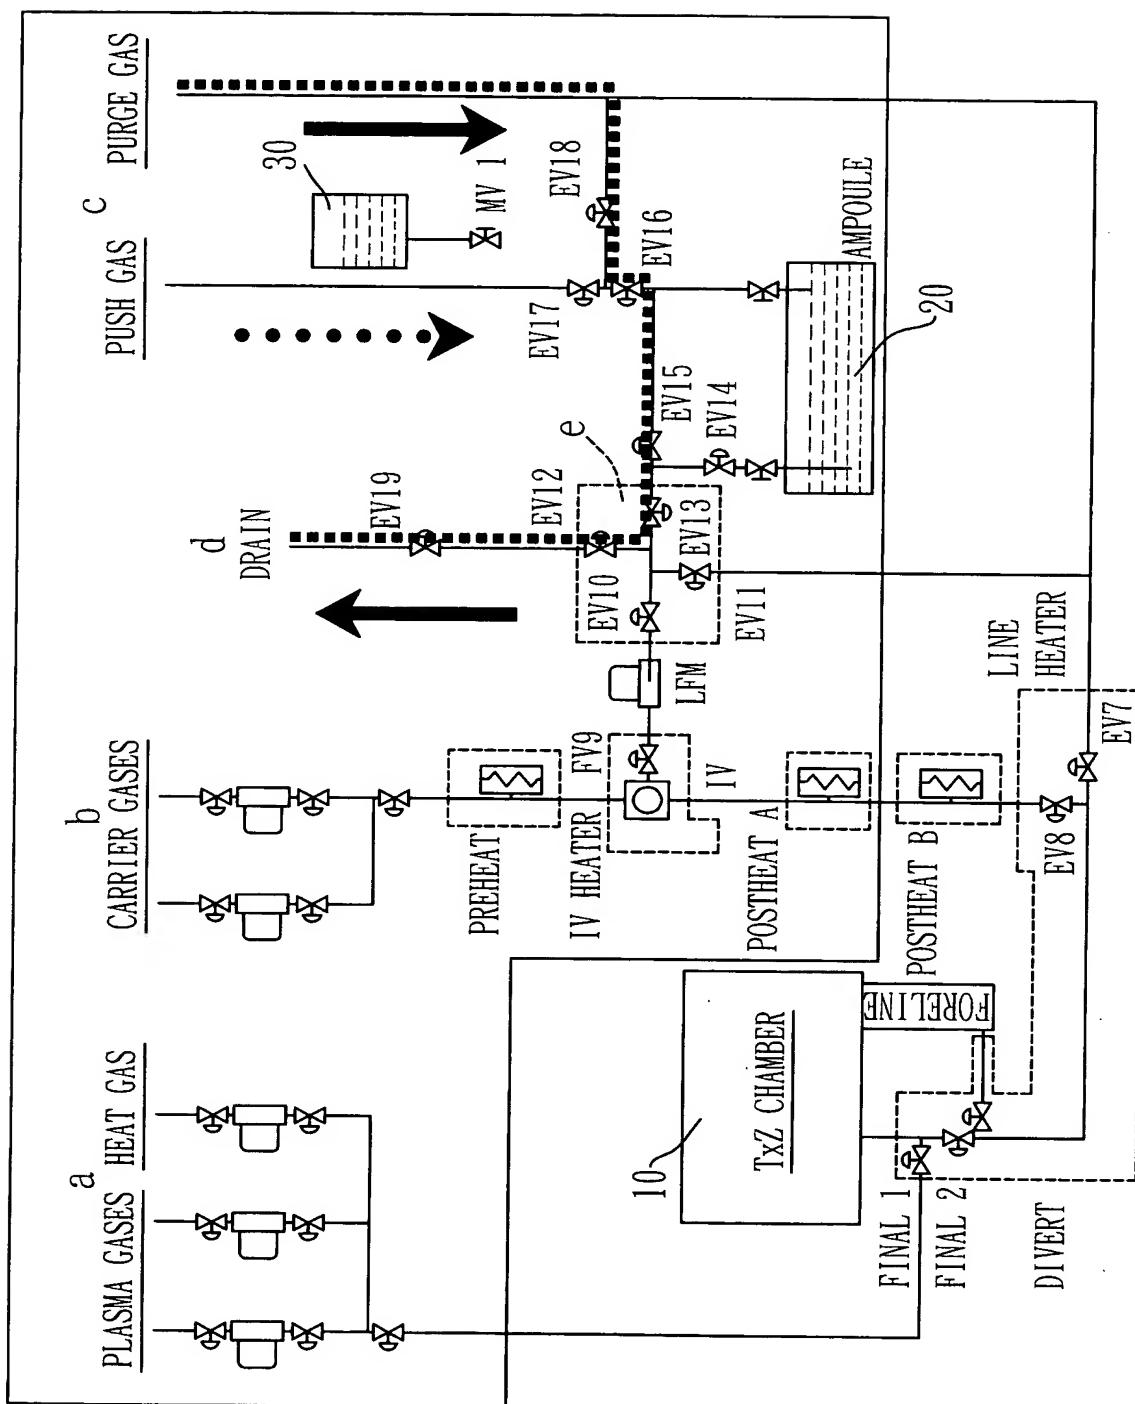 PLASMA GASES
a
HEAT GAS
CARRIER GASES
b
DRAIN
d
PUSH GAS
c
PURGE GAS
30
MV 1
EV19
EV12
e
EV17
EV18
EV16
EV15
EV14
EV10
EV13
EV11
LFM
FV9
PREHEAT
IV HEATER
IV
POSTHEAT A
POSTHEAT B
AMPOULE
20
LINE
HEATER
EV7
EV8
10
TxZ CHAMBER
FORELINE
FINAL 1
FINAL 2
DIVERT